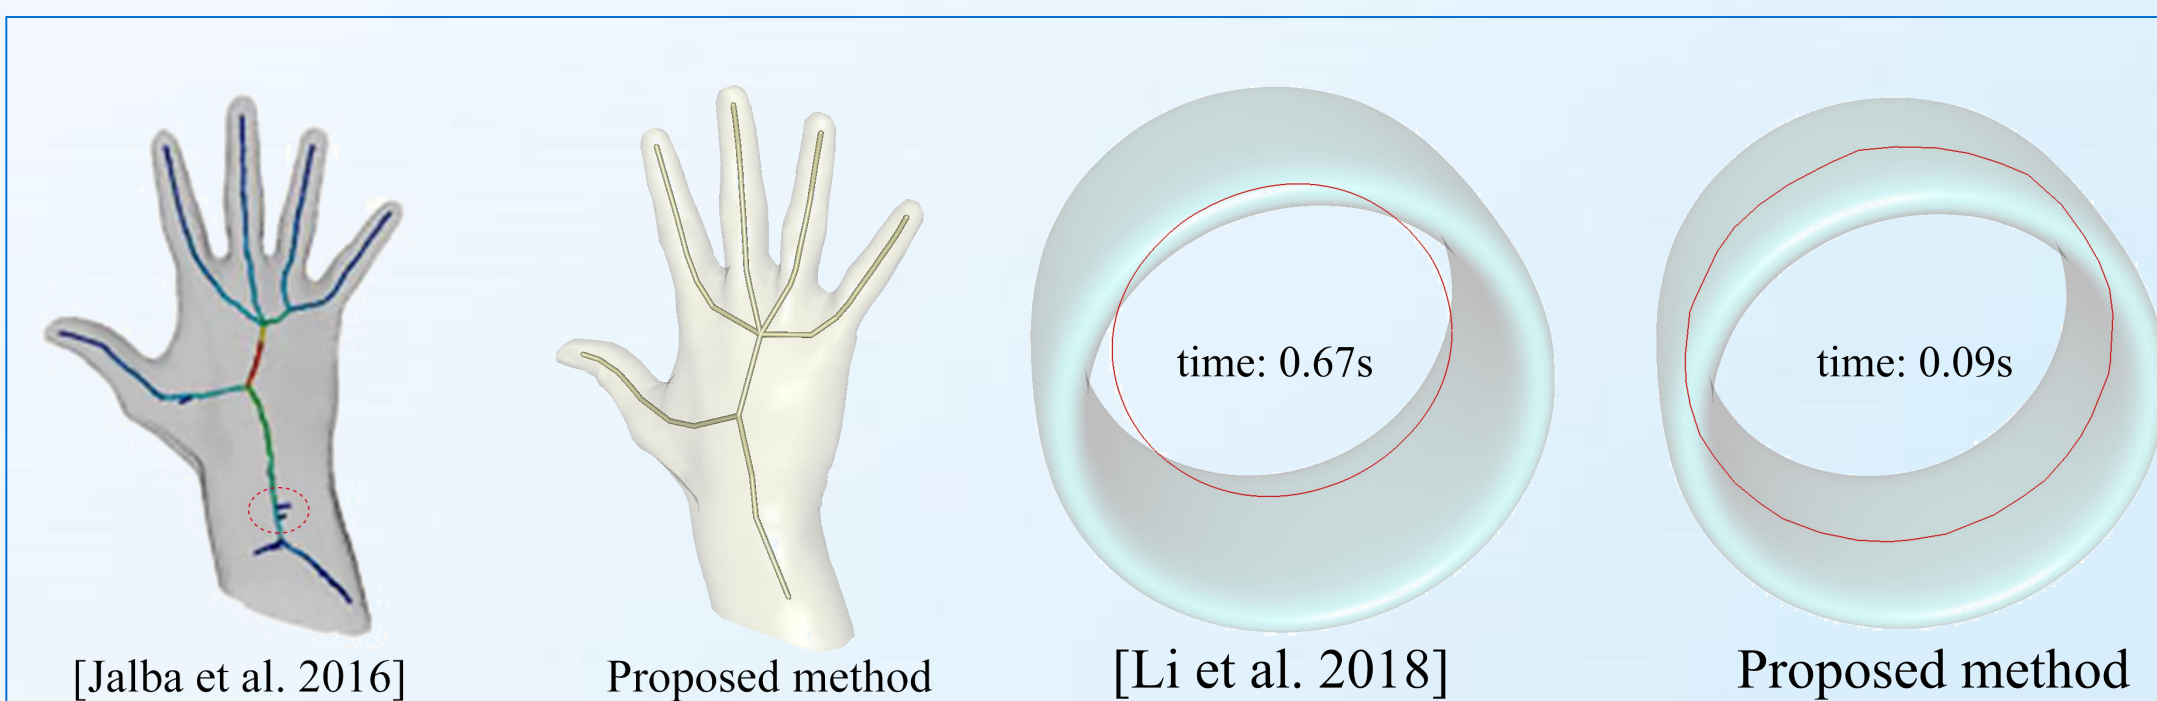 time: 0.67s
time: 0.09s
[Jalba et al. 2016]
Proposed method
[Li et al. 2018]
Proposed method